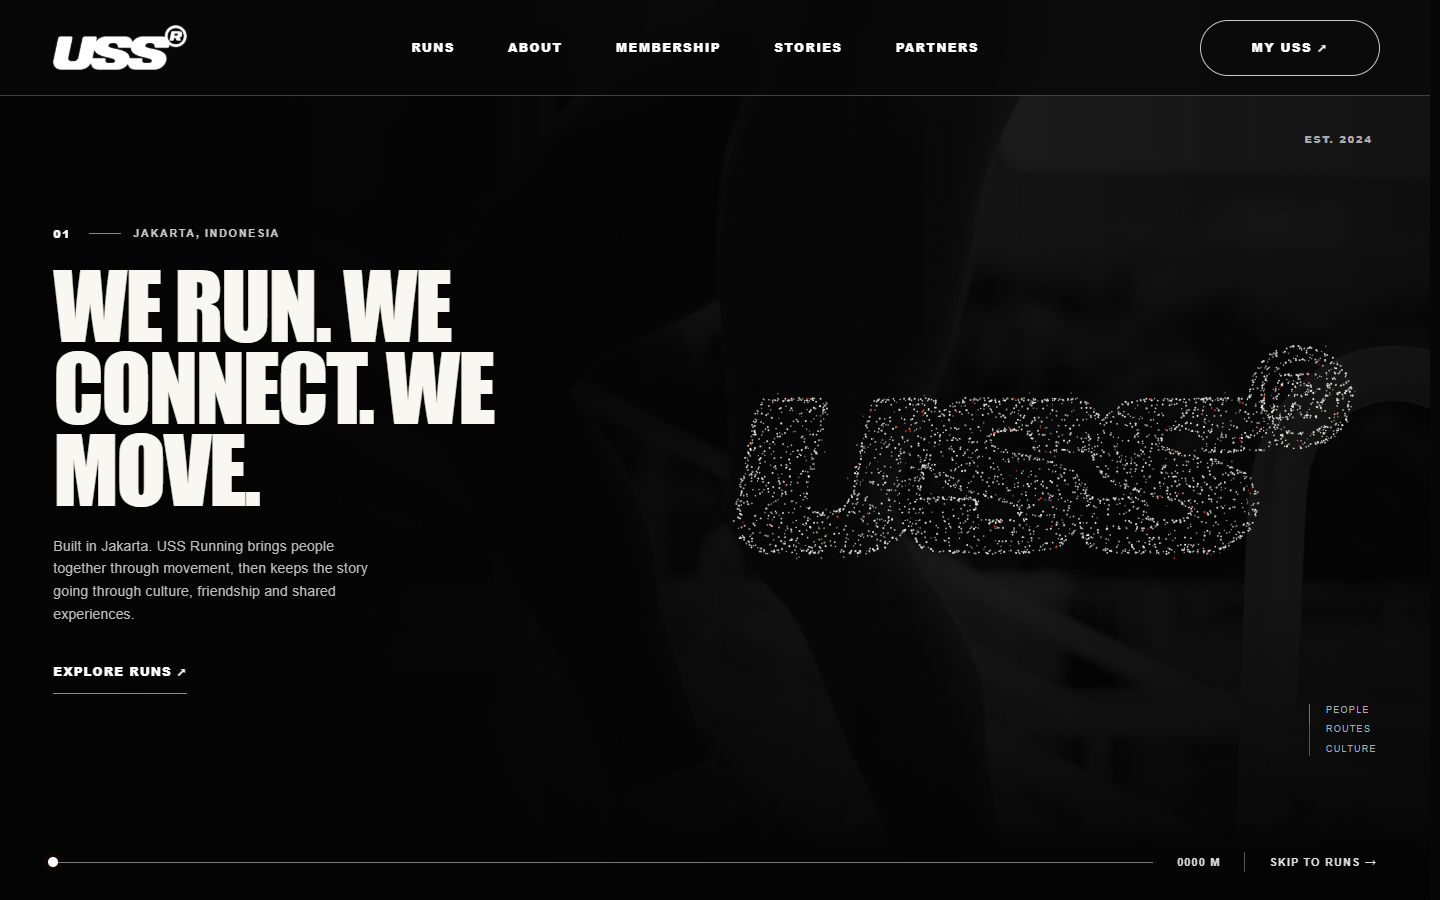 USS®
RUNS
ABOUT
MEMBERSHIP
STORIES
PARTNERS
MY USS ↗
EST. 2024
01
JAKARTA, INDONESIA
WE RUN. WE
CONNECT. WE
MOVE.
Built in Jakarta. USS Running brings people
together through movement, then keeps the story
going through culture, friendship and shared
experiences.
EXPLORE RUNS ↗
USS®
PEOPLE
ROUTES
CULTURE
0000 M
SKIP TO RUNS →